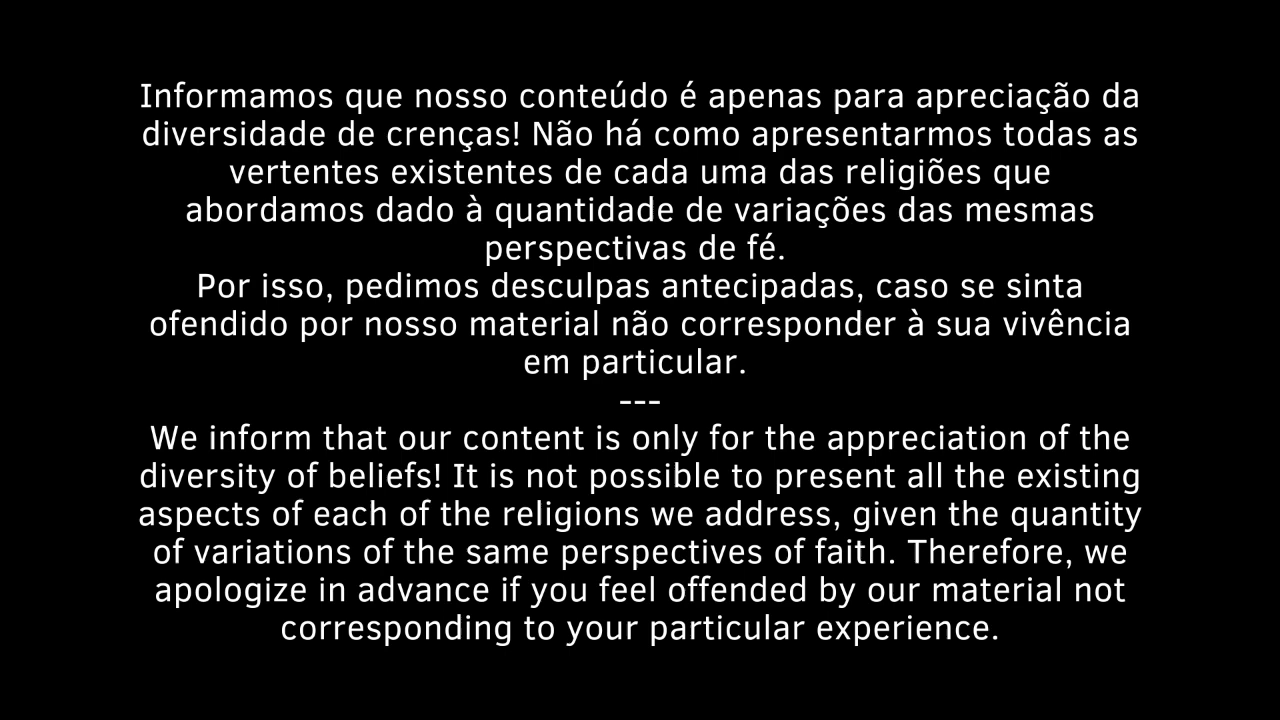 Informamos que nosso conteúdo é apenas para apreciação da
diversidade de crenças! Não há como apresentarmos todas as
vertentes existentes de cada uma das religiões que
abordamos dado à quantidade de variações das mesmas
perspectivas de fé.
Por isso, pedimos desculpas antecipadas, caso se sinta
ofendido por nosso material não corresponder à sua vivência
em particular.
---
We inform that our content is only for the appreciation of the
diversity of beliefs! It is not possible to present all the existing
aspects of each of the religions we address, given the quantity
of variations of the same perspectives of faith. Therefore, we
apologize in advance if you feel offended by our material not
corresponding to your particular experience.